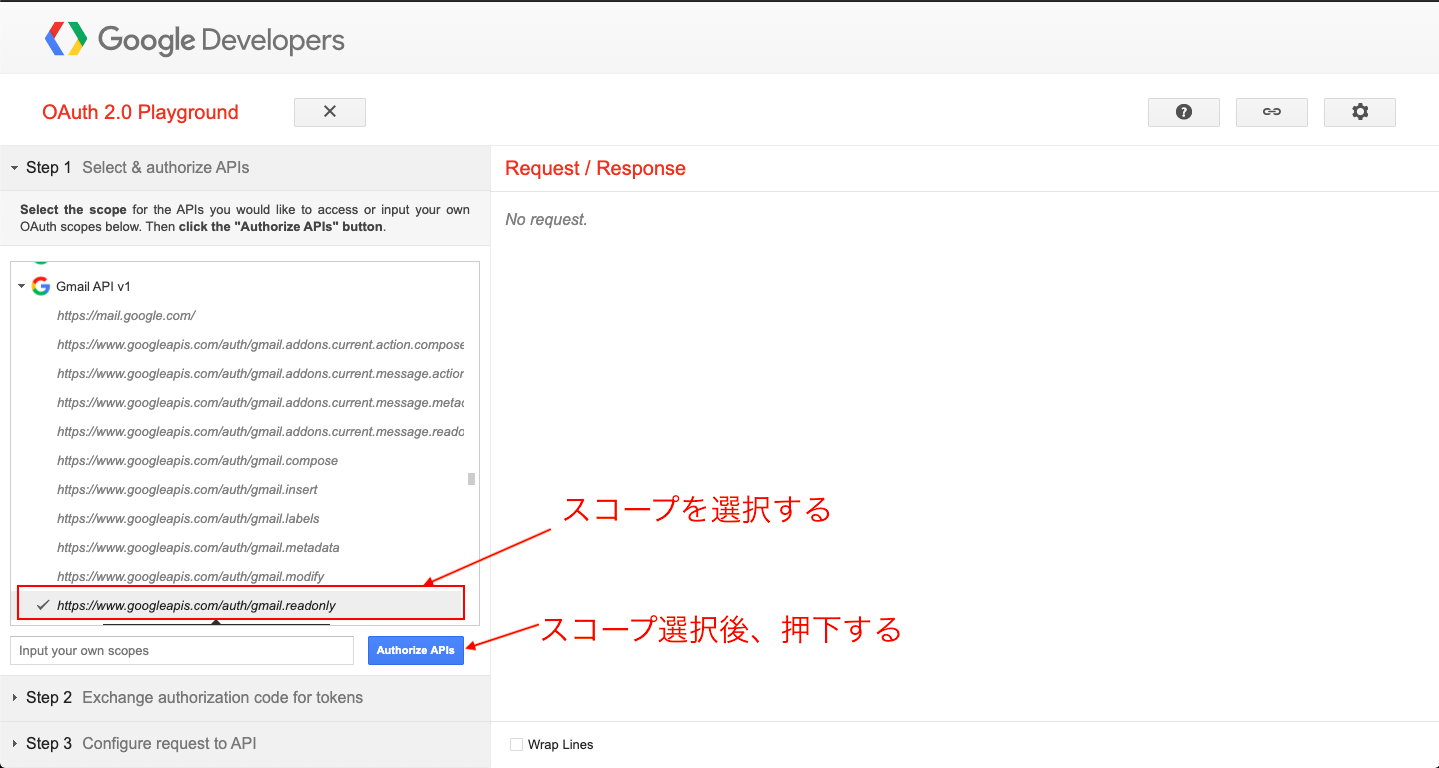 Google Developers
OAuth 2.0 Playground
Step 1 Select & authorize APIs
Select the scope for the APIs you would like to access or input your own
OAuth scopes below. Then click the "Authorize APIs" button.
Gmail API v1
https://mail.google.com/
https://www.googleapis.com/auth/gmail.addons.current.action.compose
https://www.googleapis.com/auth/gmail.addons.current.message.action
https://www.googleapis.com/auth/gmail.addons.current.message.metad
https://www.googleapis.com/auth/gmail.addons.current.message.reado
https://www.googleapis.com/auth/gmail.compose
https://www.googleapis.com/auth/gmail.insert
https://www.googleapis.com/auth/gmail.labels
https://www.googleapis.com/auth/gmail.metadata
https://www.googleapis.com/auth/gmail.modify
https://www.googleapis.com/auth/gmail.readonly
Input your own scopes
Authorize APIs
Step 2 Exchange authorization code for tokens
Step 3 Configure request to API
Request / Response
No request.
スコープを選択する
スコープ選択後、押下する
Wrap Lines